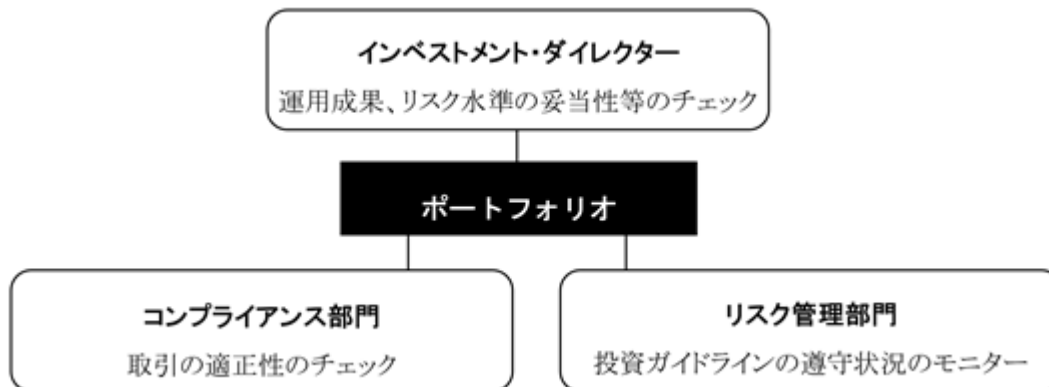 インベストメント・ダイレクター
運用成果、リスク水準の妥当性等のチェック
ポートフォリオ
コンプライアンス部門
取引の適正性のチェック
リスク管理部門
投資ガイドラインの遵守状況のモニター